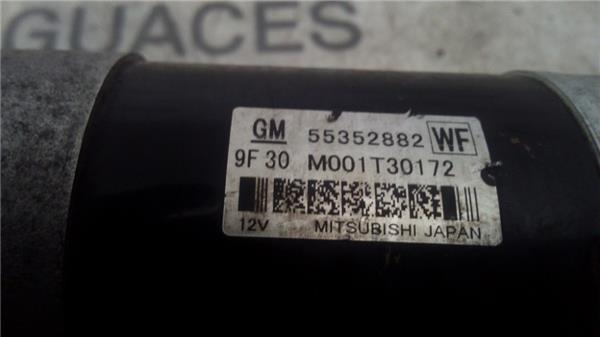 GUACES
GM 55352882 WF
9F30 M001T30172
12V MITSUBISHI JAPAN